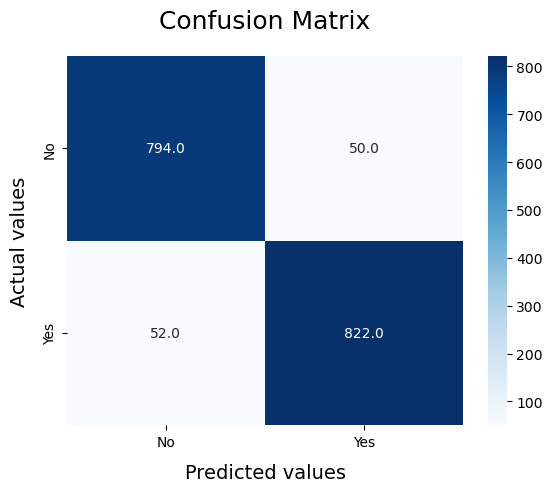 Confusion Matrix
Actual values
No
794.0
50.0
Yes
52.0
822.0
No
Yes
Predicted values
800
700
600
500
400
300
200
100